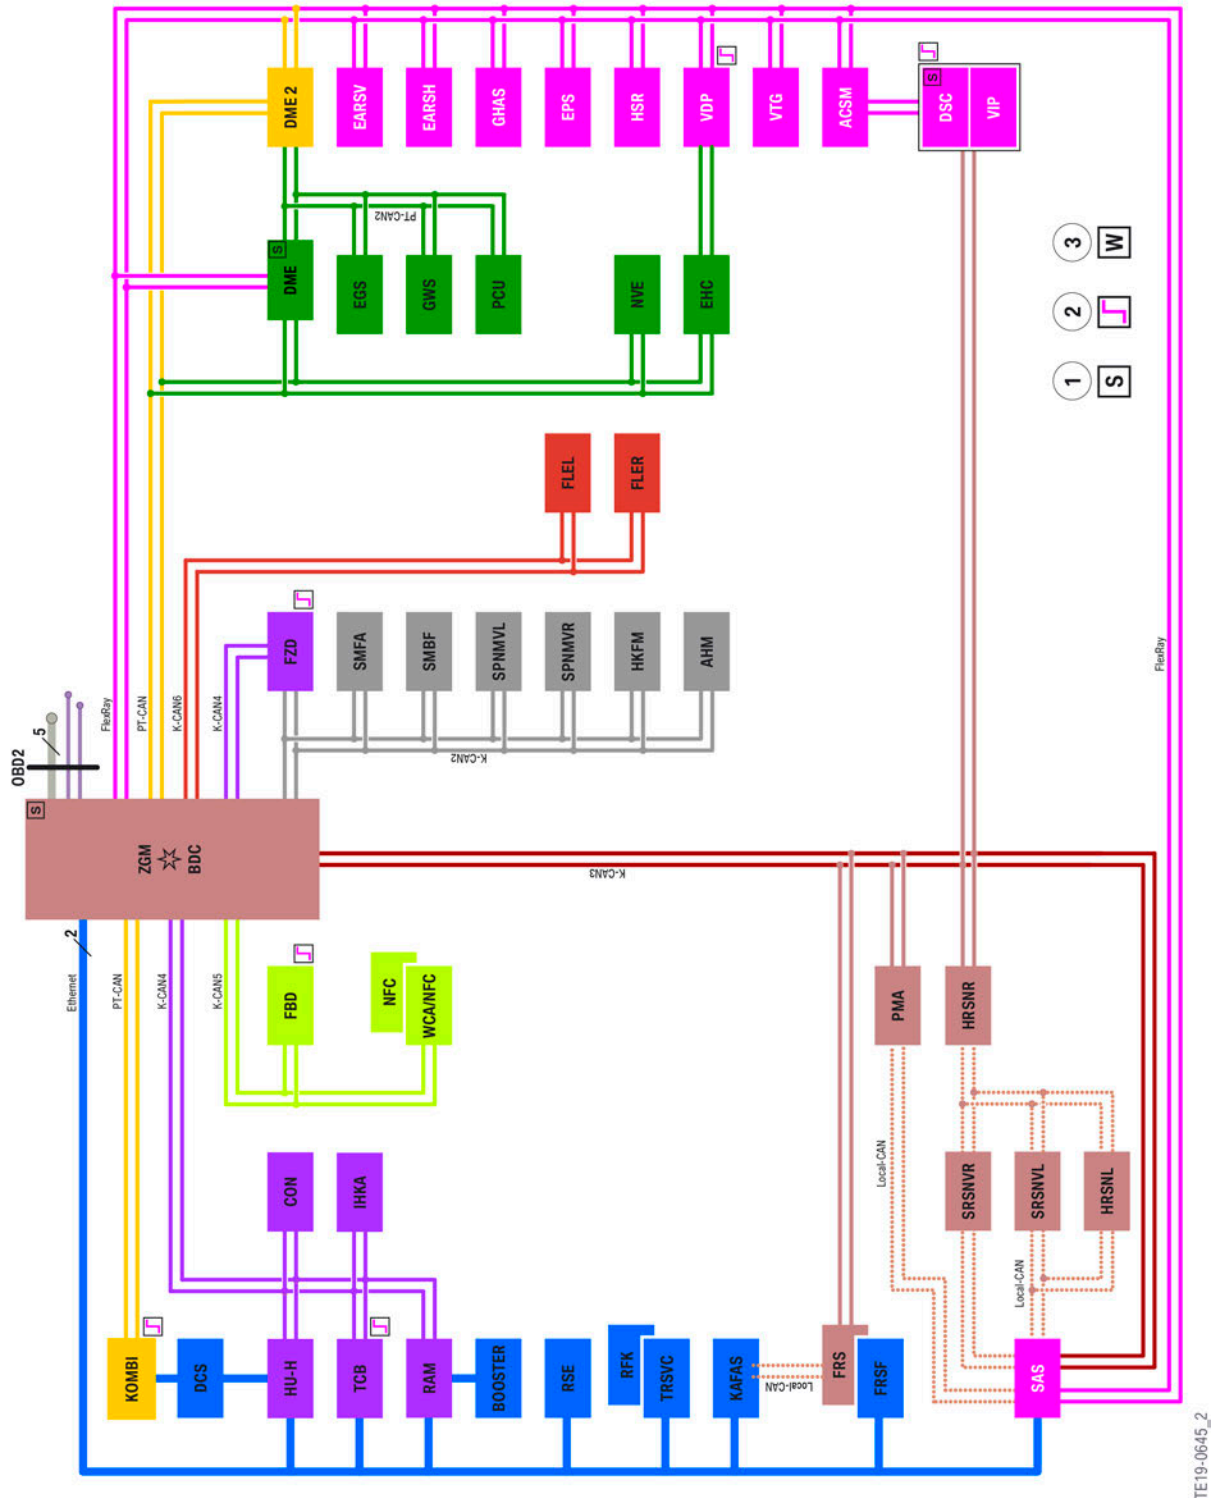 OBD2
S
5
Ethernet
2
FlexRay
PT-CAN
PT-CAN
KOMBI
ZGM
BDC
K-CAN4
K-CAN6
DCS
K-CAN5
K-CAN4
HU-H
CON
FBD
FZD
DME
S
DME 2
TCB
IHKA
SMFA
EGS
EARSV
PT-CAN2
RAM
NFC
WCA/NFC
SMBF
GWS
EARSH
K-CAN2
BOOSTER
SPNMVL
PCU
GHAS
RSE
SPNMVR
FLEL
EPS
RFK
TRSVC
K-CAN3
HKFM
FLER
NVE
HSR
KAFAS
AHM
EHC
VDP
VTG
Local-CAN
FRS
FRSF
ACSM
Local-CAN
PMA
S
DSC
VIP
SRSNVR
HRSNR
Local-CAN
SAS
SRSNVL
HRSNL
1
2
3
S
W
FlexRay
TE19-0645_2